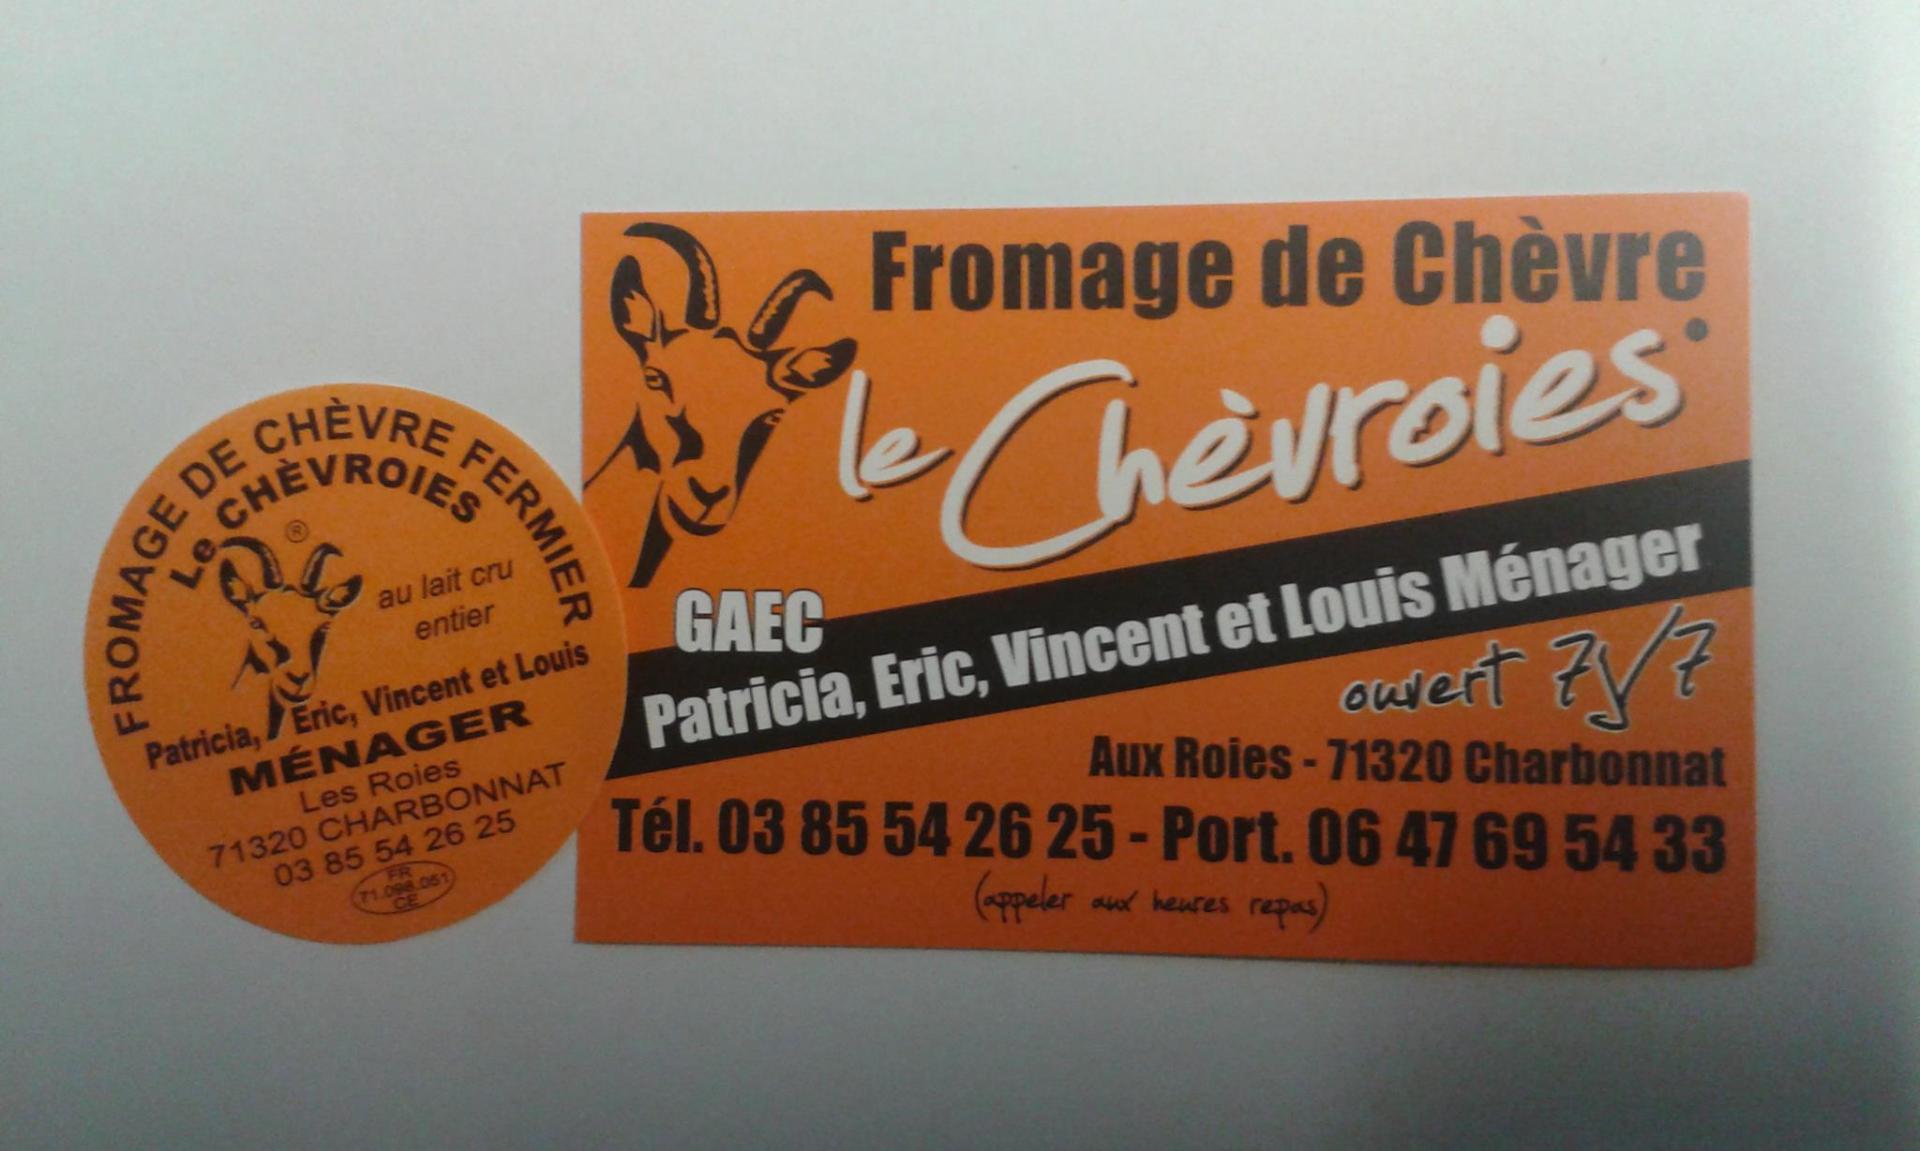 FROMAGE DE CHÈVRE FERMIER
Le CHÈVROIES
®
au lait cru
entier
Patricia, Eric, Vincent et Louis
MÉNAGER
Les Roies
71320 CHARBONNAT
03 85 54 26 25
FR
71.098.051
CE
Fromage de Chèvre
le Chèvroies
GAEC
Patricia, Eric, Vincent et Louis Ménager
ouvert 7j/7
Aux Roies - 71320 Charbonnat
Tél. 03 85 54 26 25 - Port. 06 47 69 54 33
(appeler aux heures repas)